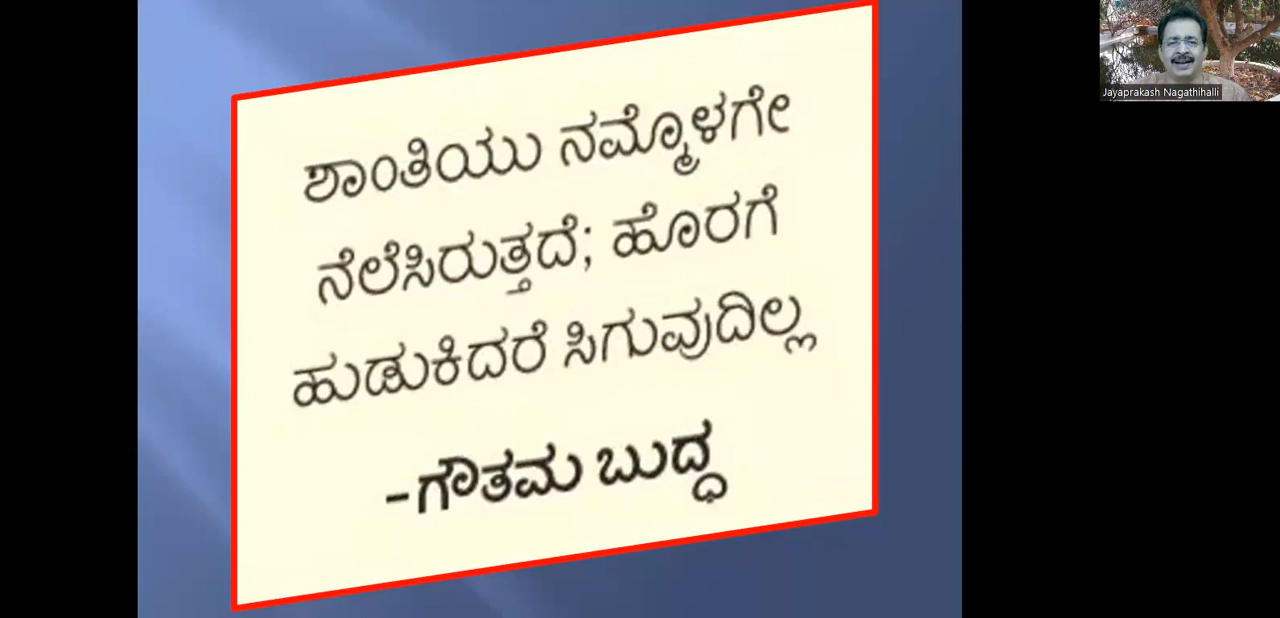 ಶಾಂತಿಯು ನಮ್ಮೊಳಗೇ
ನೆಲೆಸಿರುತ್ತದೆ; ಹೊರಗೆ
ಹುಡುಕಿದರೆ ಸಿಗುವುದಿಲ್ಲ
-ಗೌತಮ ಬುದ್ಧ
Jayaprakash Nagathihalli